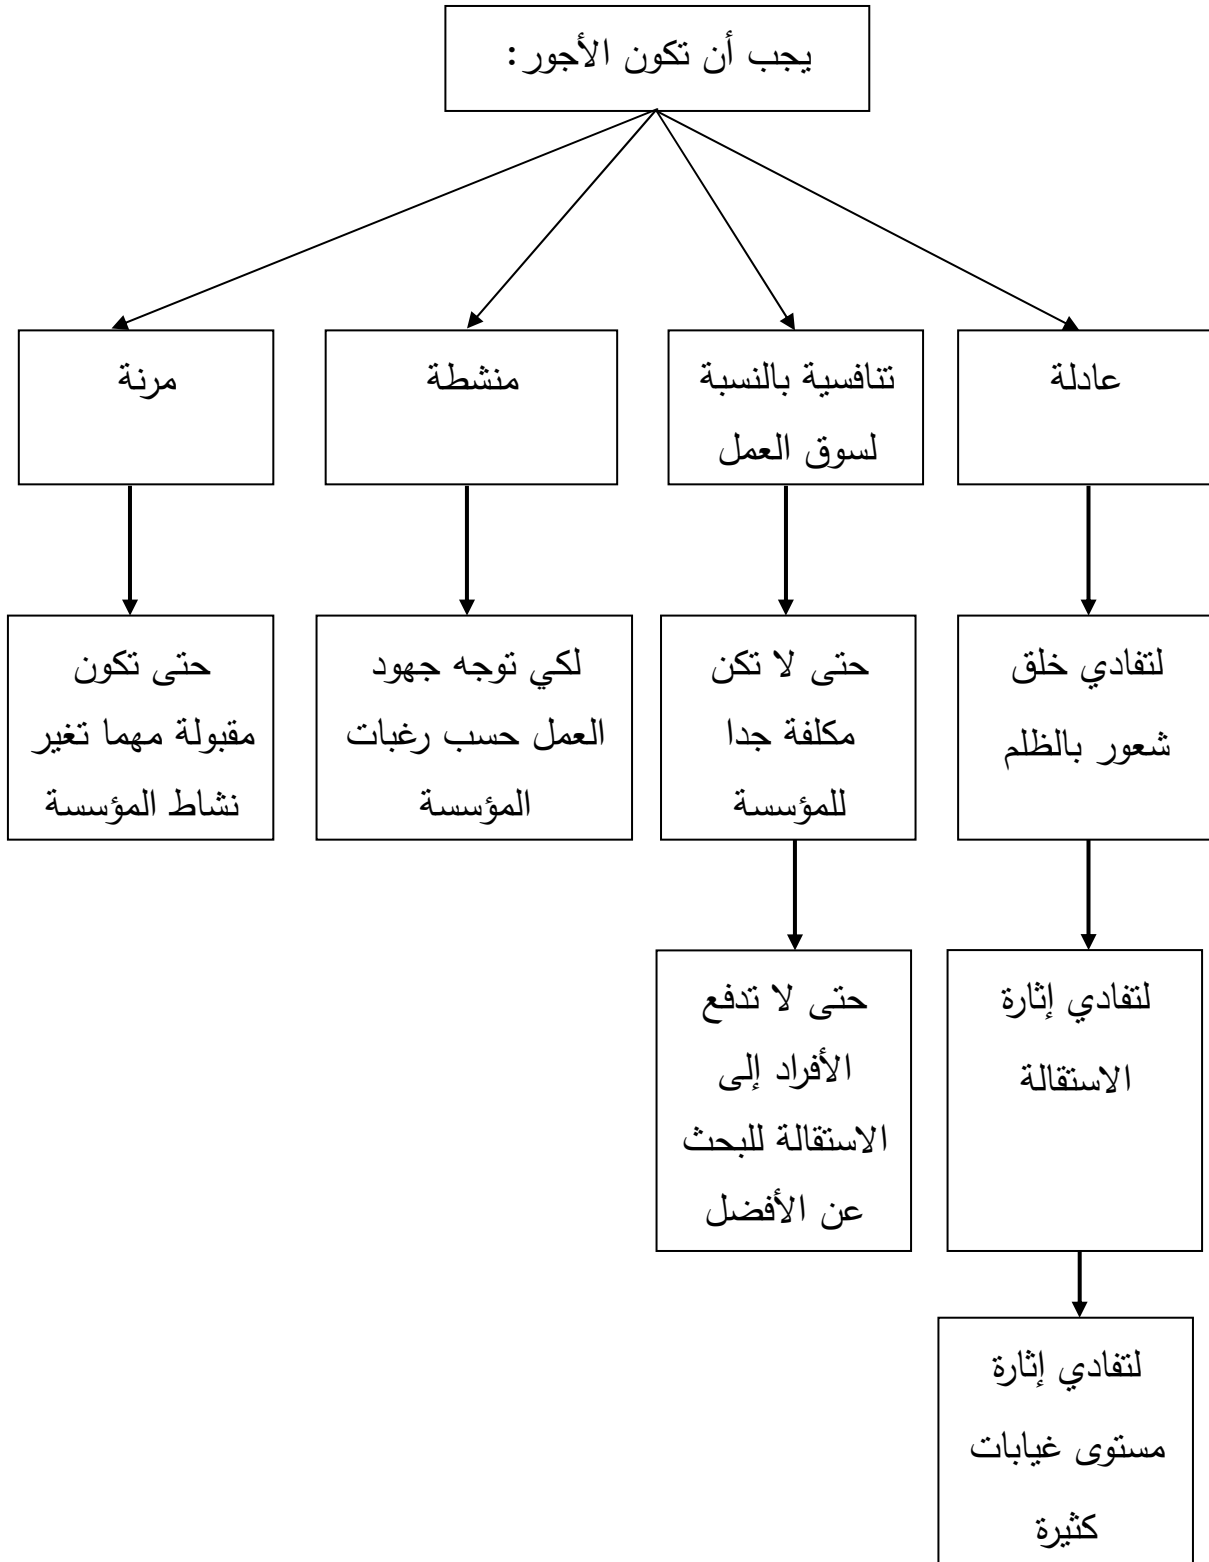 يجب أن تكون الأجور:
عادلة
تنافسية بالنسبة
لسوق العمل
منشطة
مرنة
لتفادي خلق
شعور بالظلم
حتى لا تكن
مكلفة جدا
للمؤسسة
لكي توجه جهود
العمل حسب رغبات
المؤسسة
حتى تكون
مقبولة مهما تغير
نشاط المؤسسة
لتفادي إثارة
الاستقالة
حتى لا تدفع
الأفراد إلى
الاستقالة للبحث
عن الأفضل
لتفادي إثارة
مستوى غيابات
كثيرة